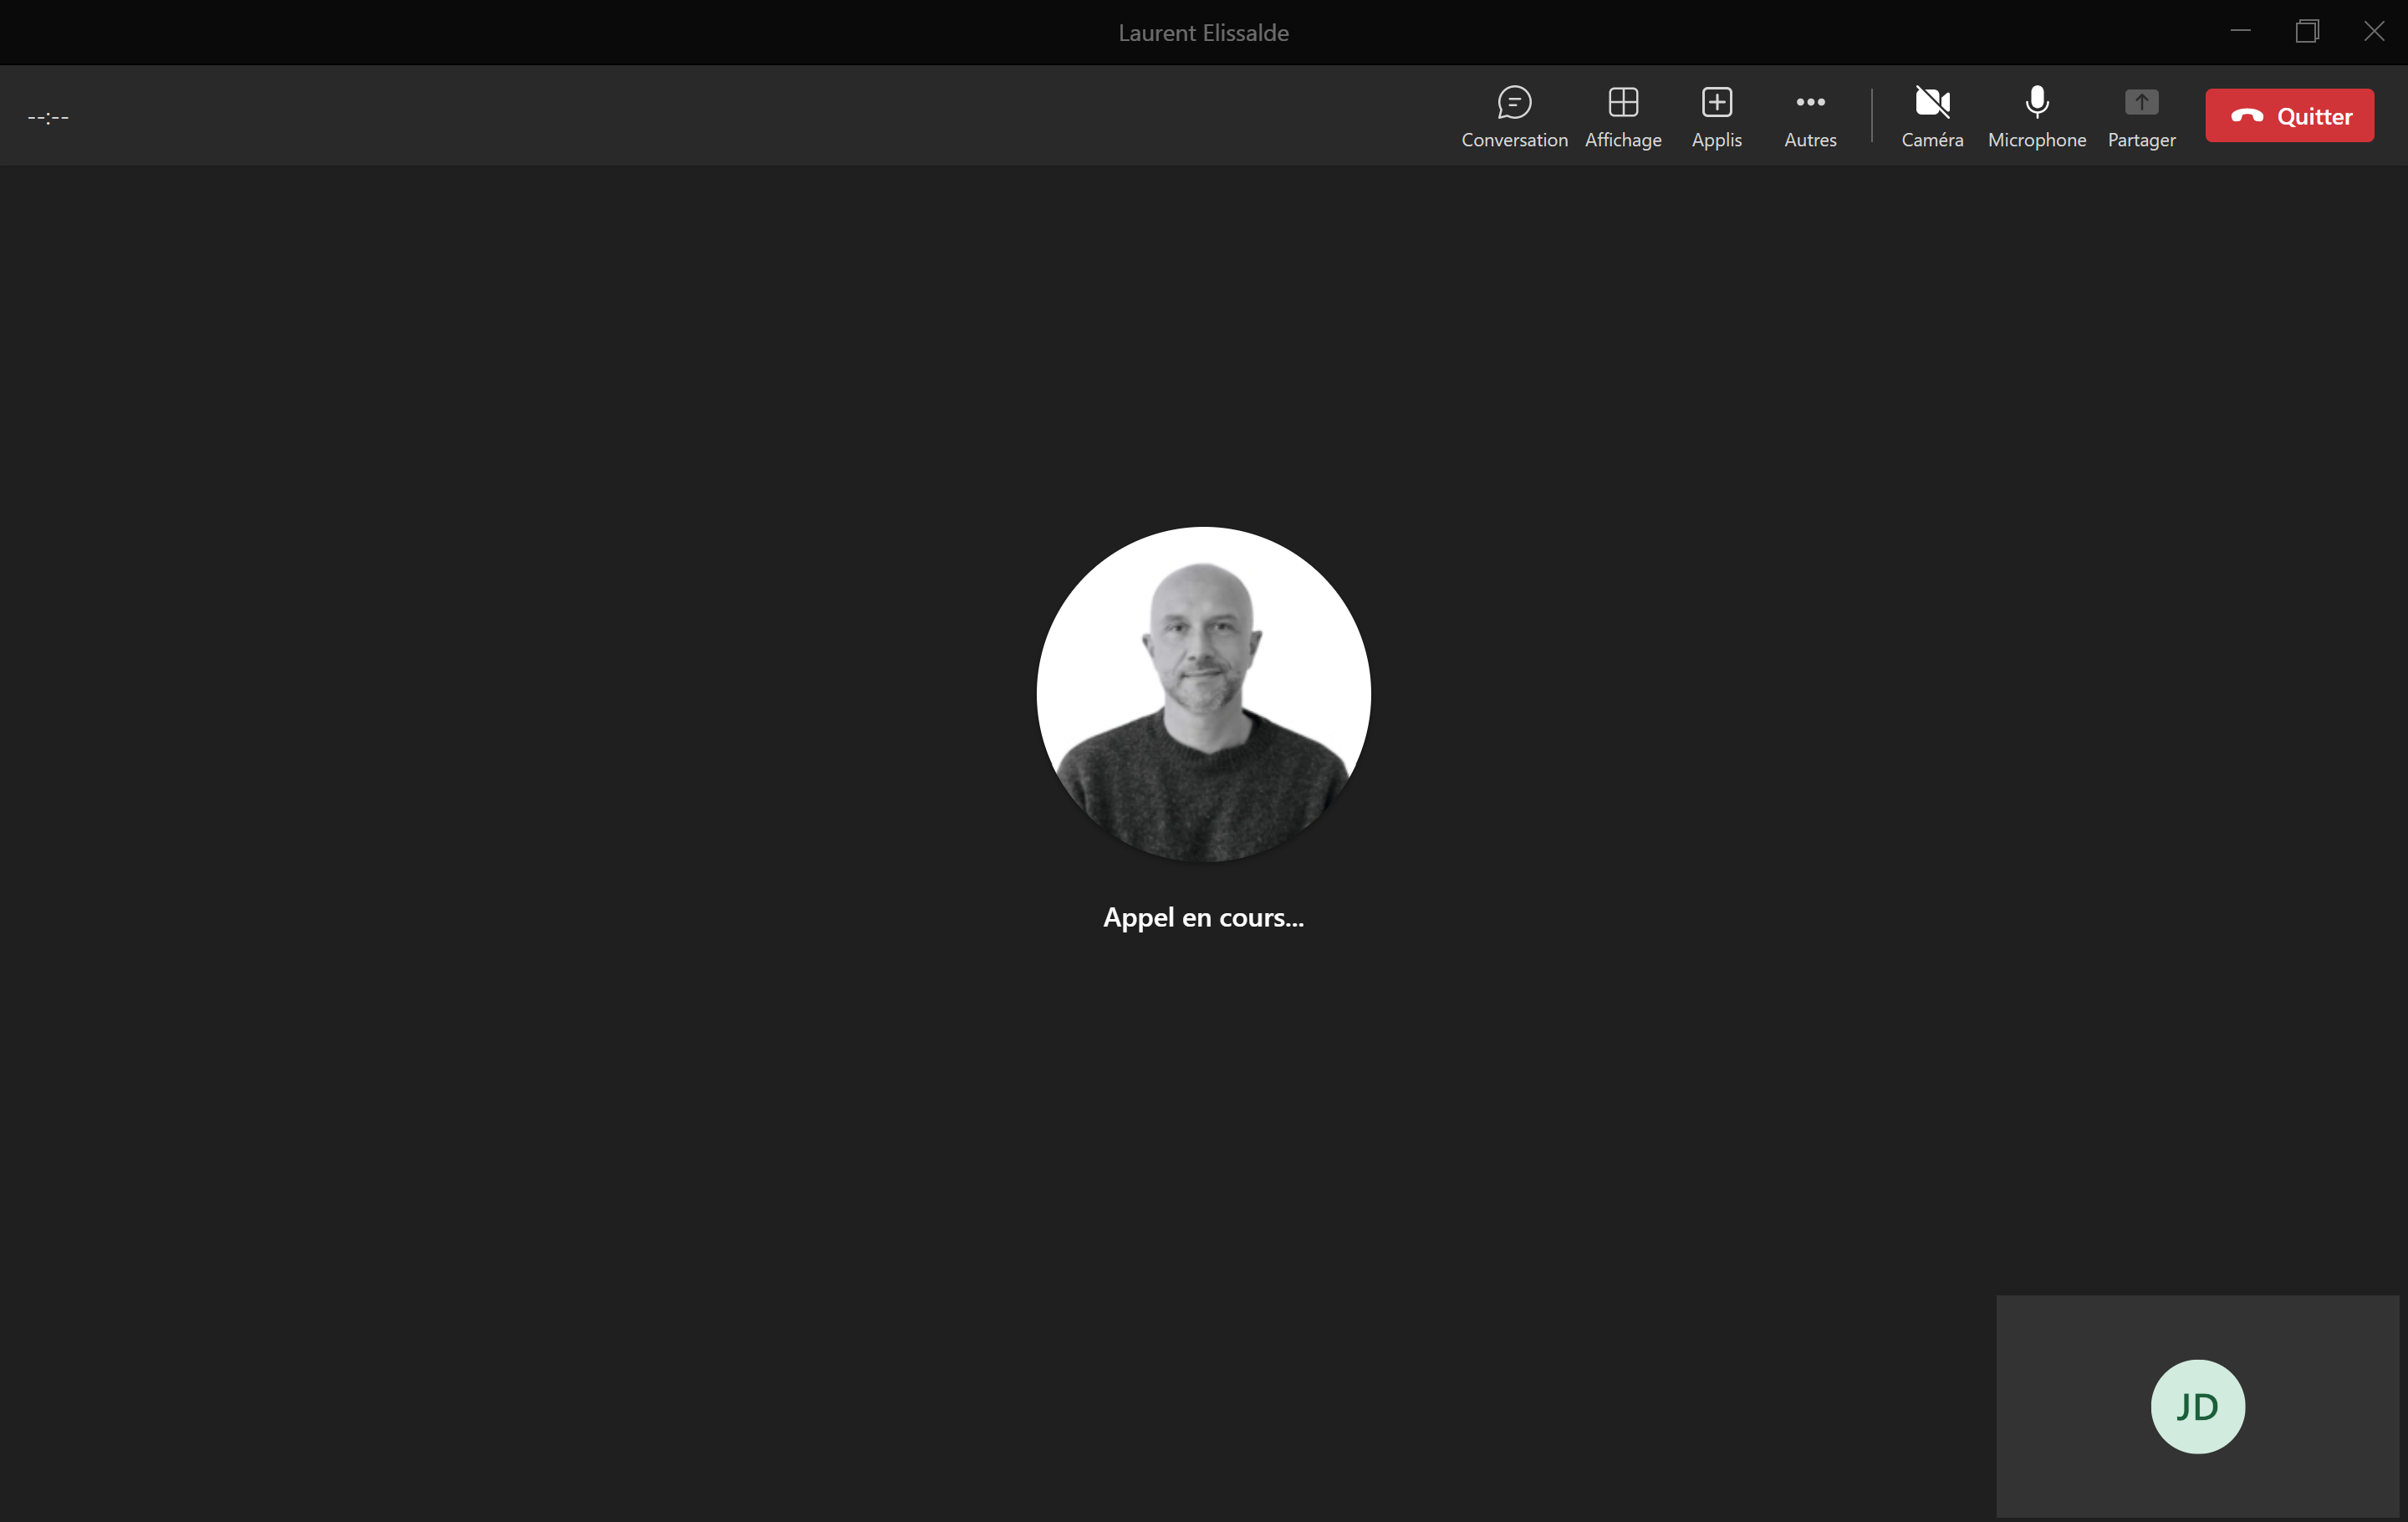 Laurent Elissalde
--:--
Conversation
Affichage
Applis
Autres
Caméra
Microphone
Partager
Quitter
Appel en cours...
JD